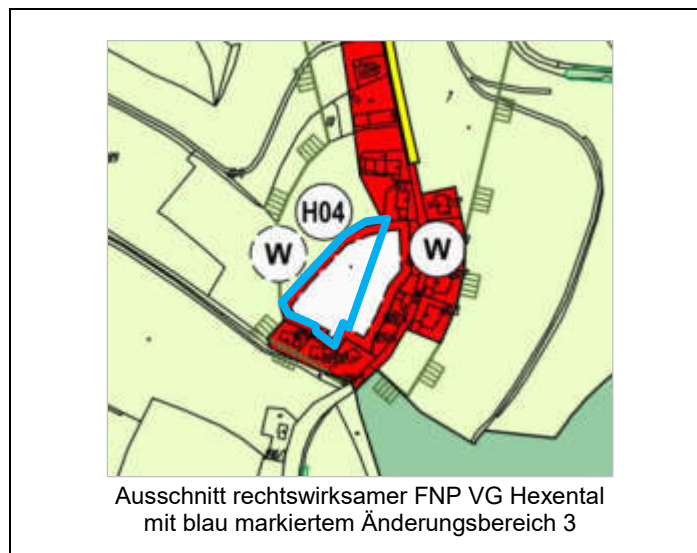 H04
W
W
Ausschnitt rechtswirksamer FNP VG Hexental
mit blau markiertem Änderungsbereich 3